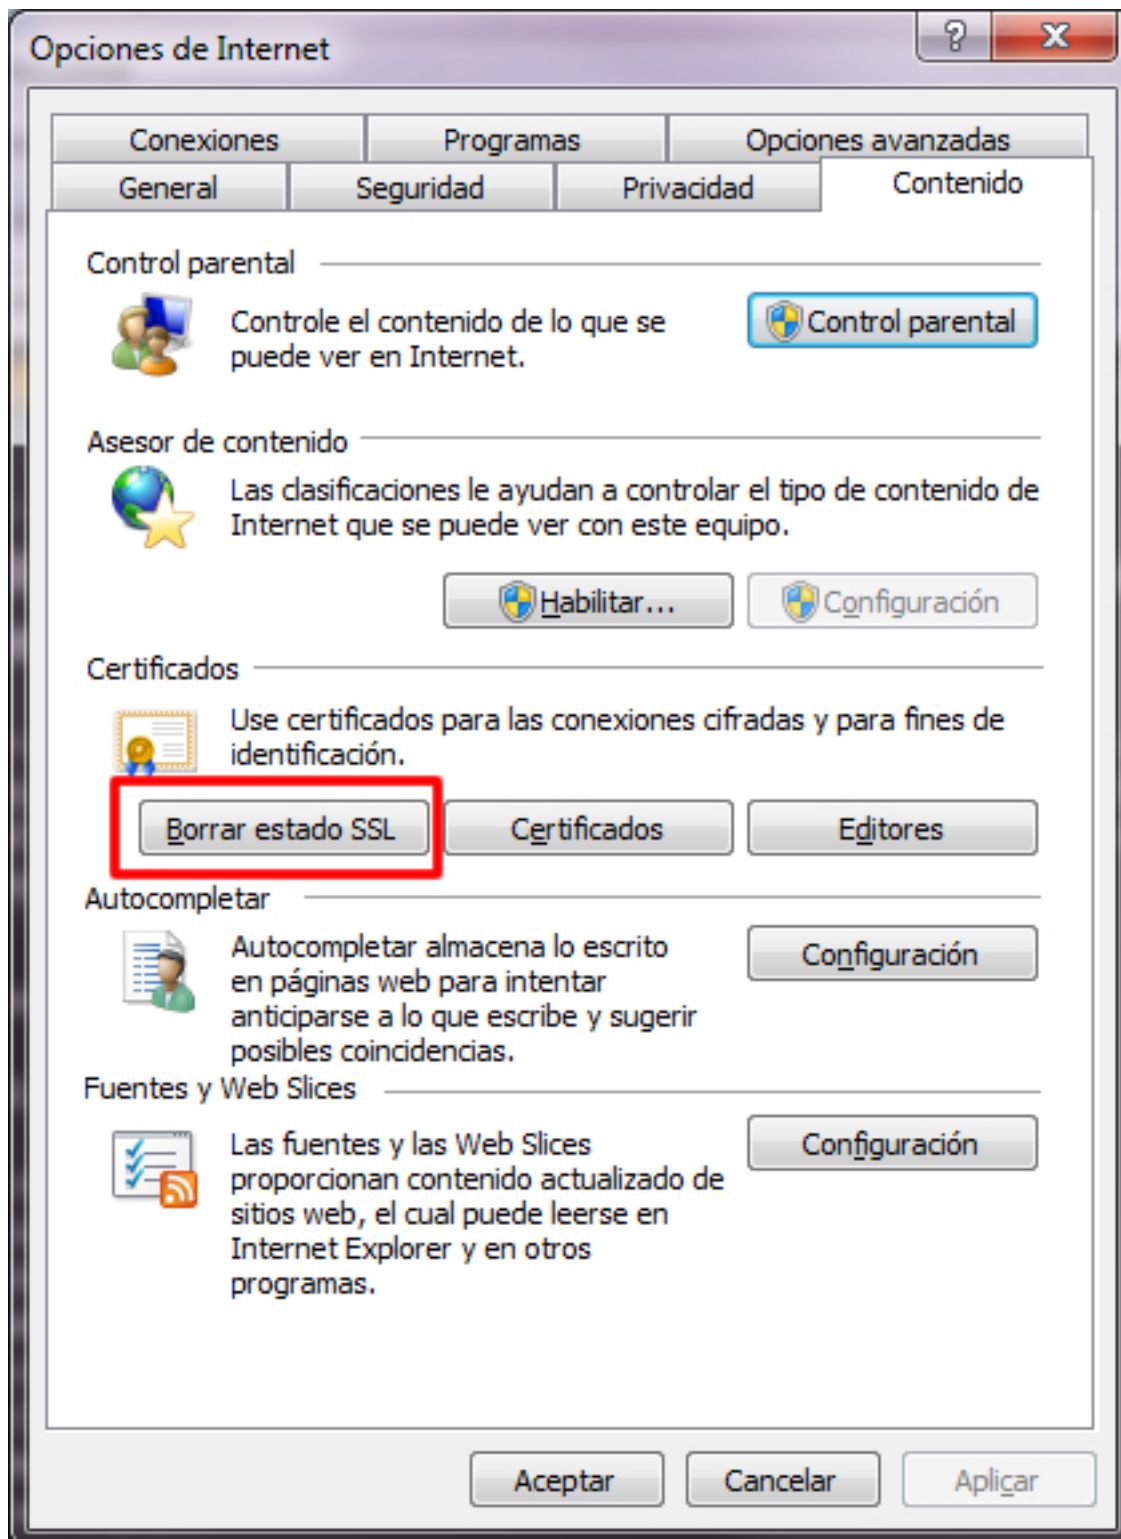 Opciones de Internet
Conexiones Programas Opciones avanzadas
General Seguridad Privacidad Contenido
Control parental
Controle el contenido de lo que se
puede ver en Internet.
Control parental
Asesor de contenido
Las clasificaciones le ayudan a controlar el tipo de contenido de
Internet que se puede ver con este equipo.
Habilitar... Configuración
Certificados
Use certificados para las conexiones cifradas y para fines de
identificación.
Borrar estado SSL Certificados Editores
Autocompletar
Autocompletar almacena lo escrito
en páginas web para intentar
anticiparse a lo que escribe y sugerir
posibles coincidencias.
Configuración
Fuentes y Web Slices
Las fuentes y las Web Slices
proporcionan contenido actualizado de
sitios web, el cual puede leerse en
Internet Explorer y en otros
programas.
Configuración
Aceptar Cancelar Aplicar